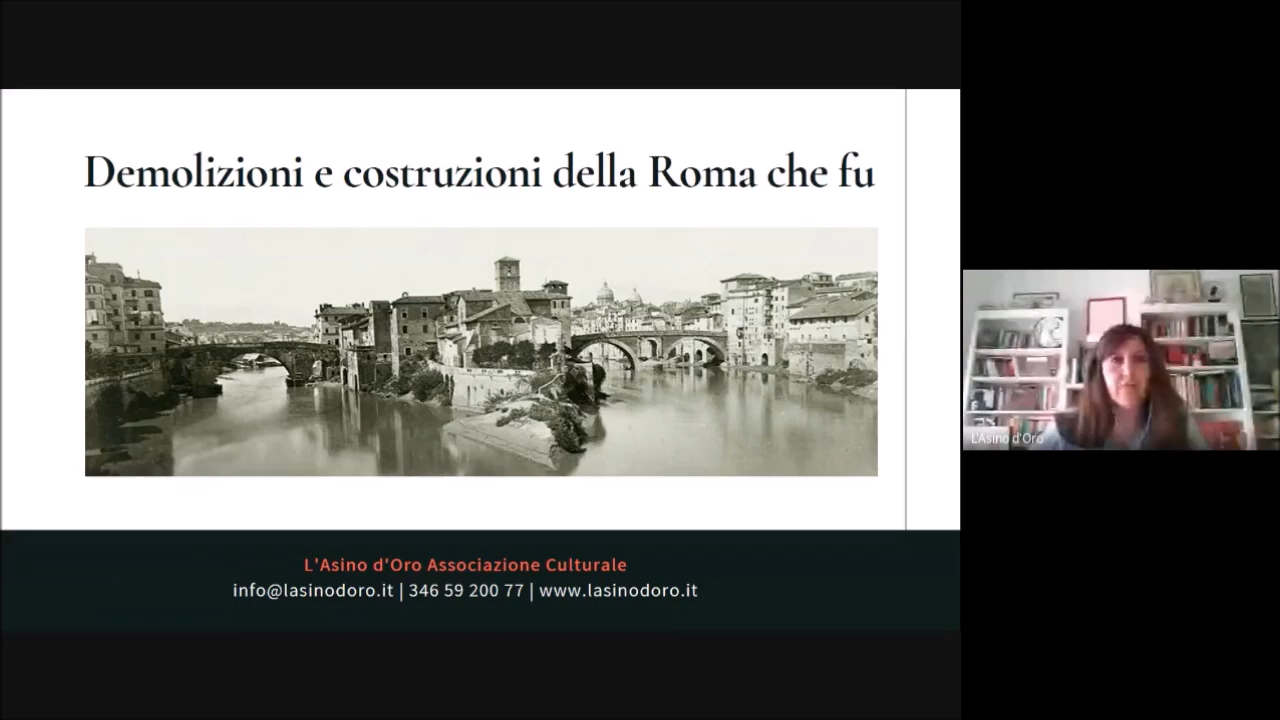 Demolizioni e costruzioni della Roma che fu
L'Asino d'Oro Associazione Culturale
info@lasinodoro.it | 346 59 200 77 | www.lasinodoro.it
L'Asino d'Oro